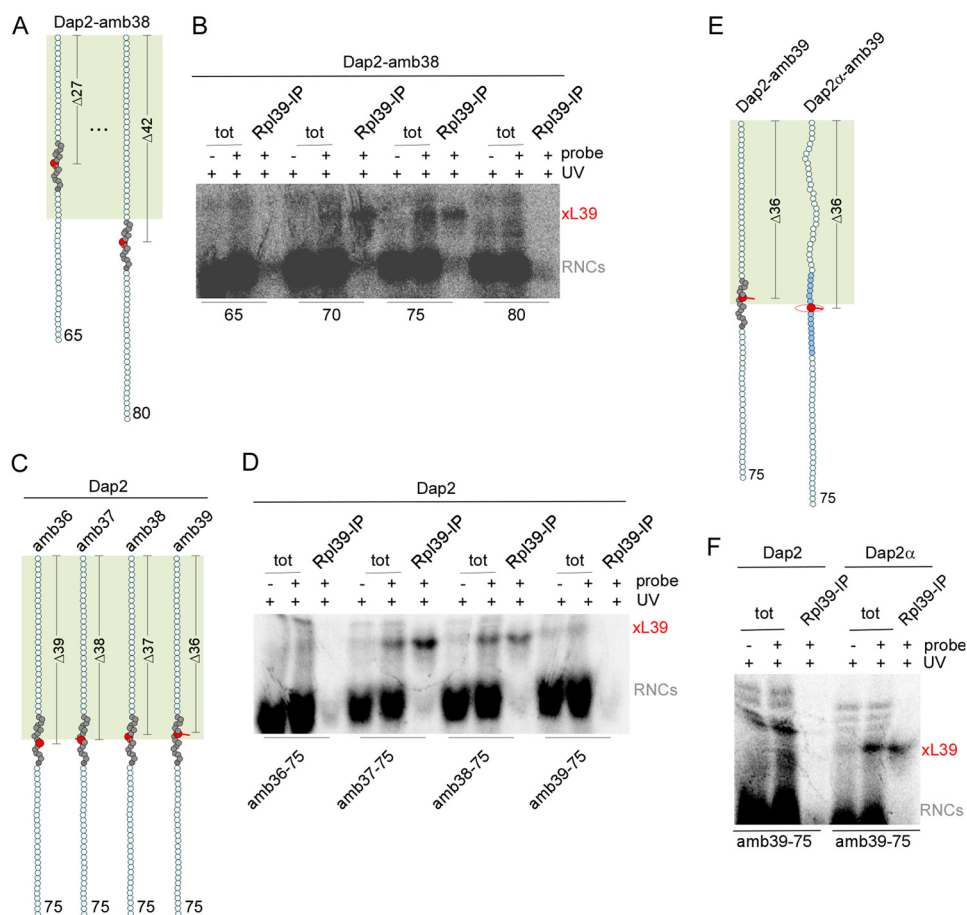 A
Dap2-amb38
Δ27
...
Δ42
65
80
B
Dap2-amb38
tot Rpl39-IP tot Rpl39-IP tot Rpl39-IP tot Rpl39-IP
- + + - + + - + + - + + probe
+ + + + + + + + + + + + UV
xL39
RNCs
65 70 75 80
C
Dap2
amb36 amb37 amb38 amb39
Δ39 Δ38 Δ37 Δ36
75 75 75 75
D
Dap2
tot Rpl39-IP tot Rpl39-IP tot Rpl39-IP tot Rpl39-IP
- + + - + + - + + - + + probe
+ + + + + + + + + + + + UV
xL39
RNCs
amb36-75 amb37-75 amb38-75 amb39-75
E
Dap2-amb39 Dap2α-amb39
Δ36 Δ36
75
75
F
Dap2 Dap2α
tot Rpl39-IP tot Rpl39-IP
- + + - + + probe
+ + + + + + UV
xL39
RNCs
amb39-75 amb39-75